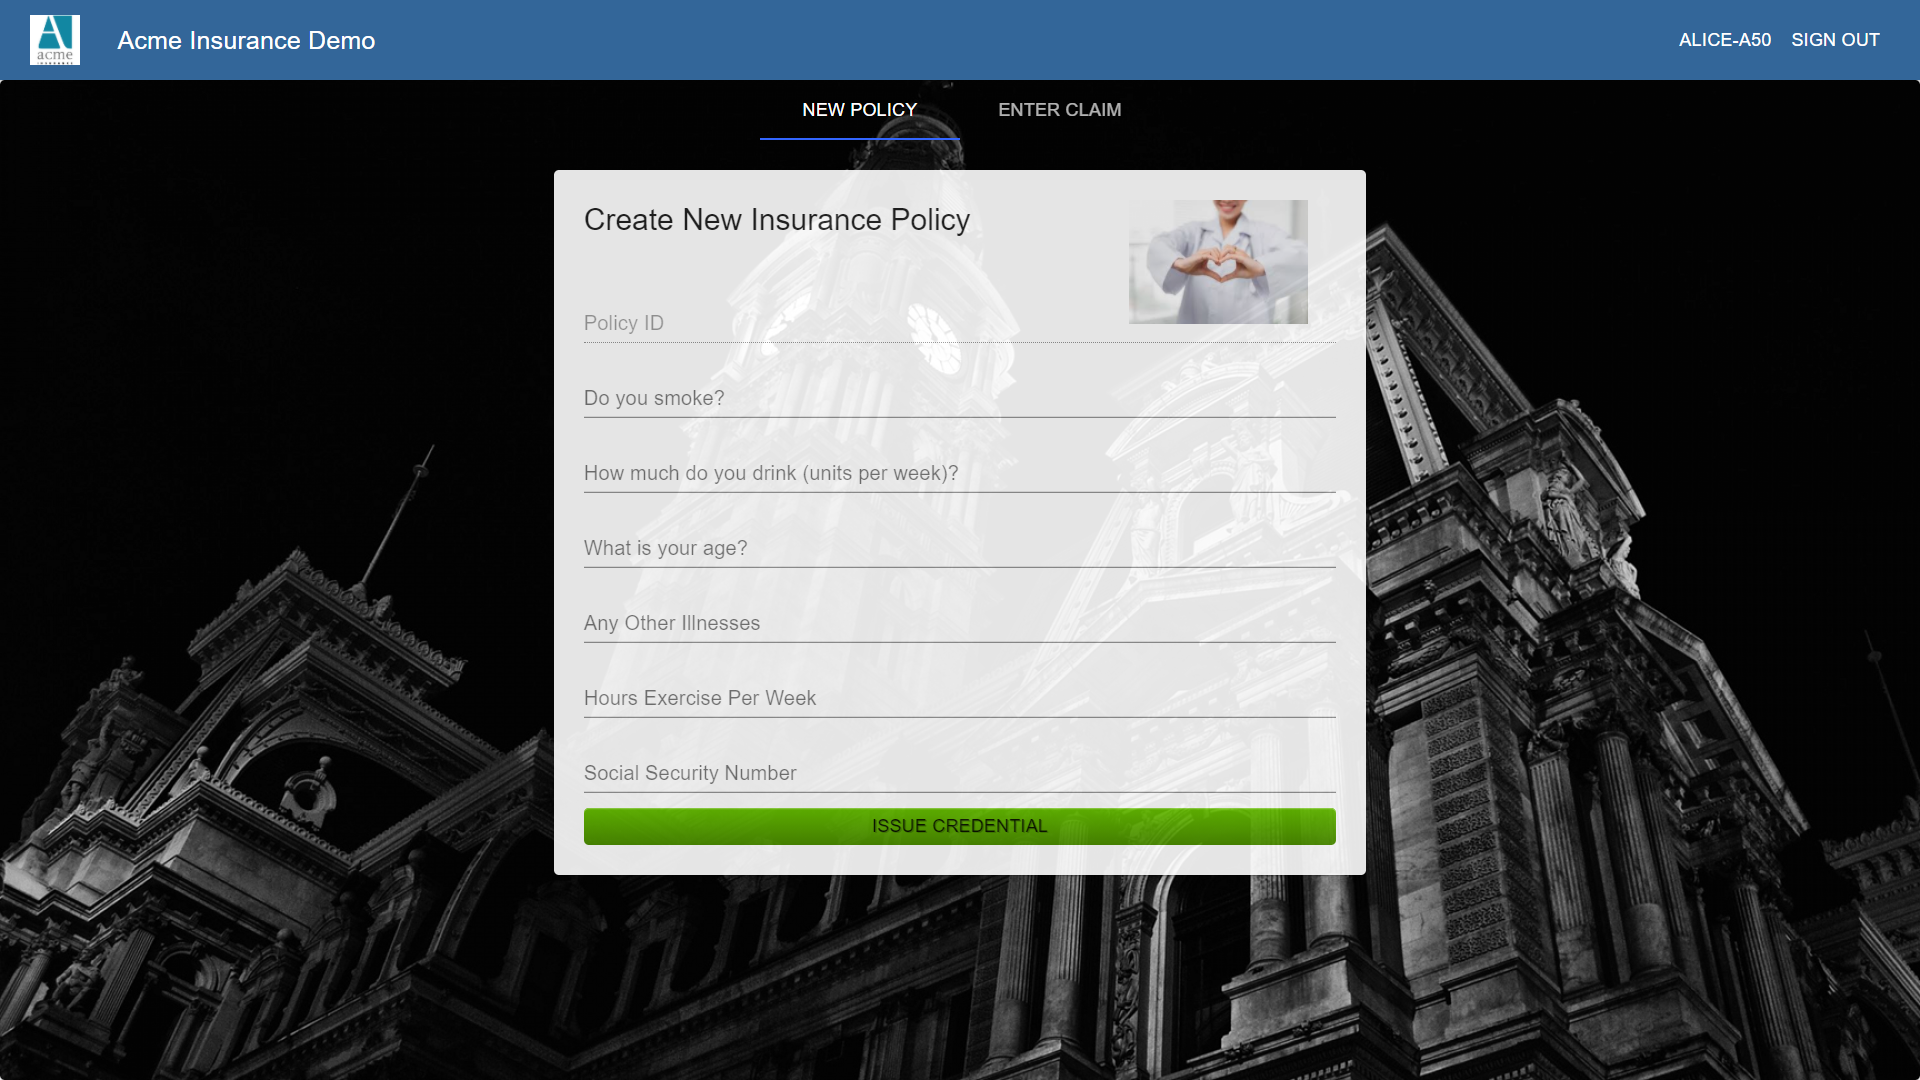 acme
Acme Insurance Demo
ALICE-A50
SIGN OUT
NEW POLICY
ENTER CLAIM
Create New Insurance Policy
Policy ID
Do you smoke?
How much do you drink (units per week)?
What is your age?
Any Other Illnesses
Hours Exercise Per Week
Social Security Number
ISSUE CREDENTIAL